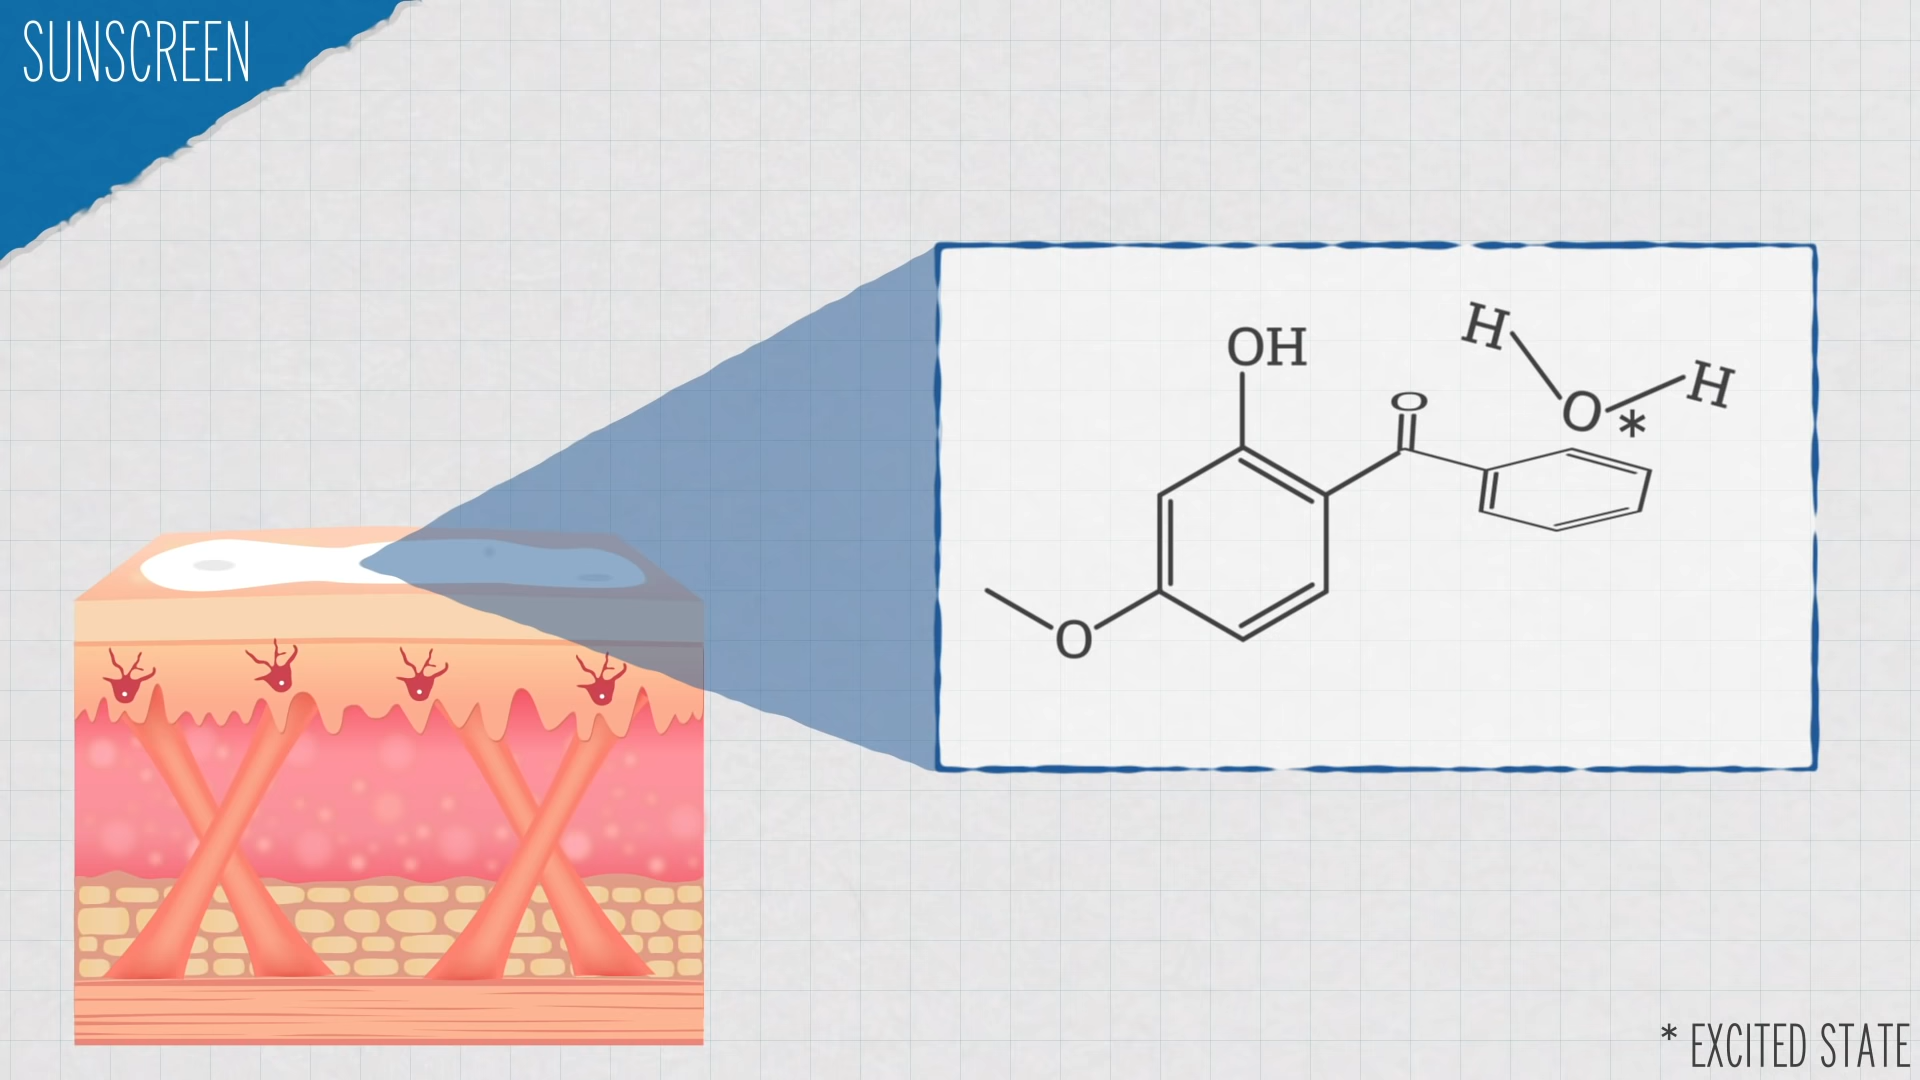 SUNSCREEN
H
OH
H
O
O *
O
* EXCITED STATE